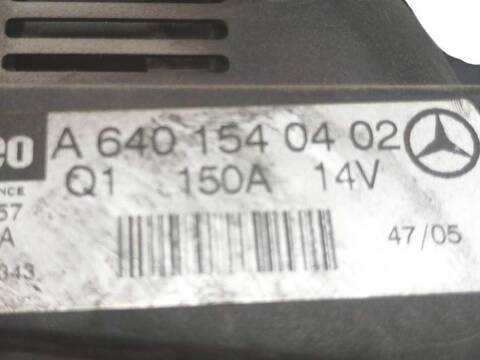 eo A 640 154 04 02
NCE Q1 150A 14V
57
A 47/05
343